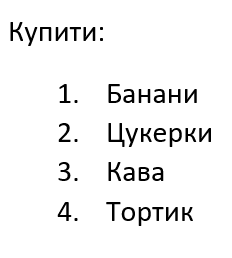 Купити:
1. Банани
2. Цукерки
3. Кава
4. Тортик